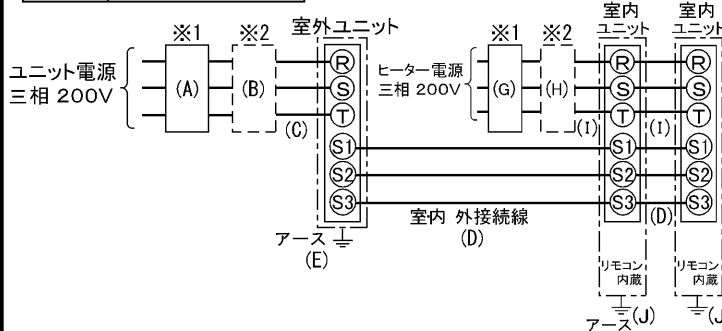 ※1
※2
室外ユニット
ユニット電源
三相 200V
(A)
(B)
(C)
R
S
T
S1
S2
S3
アース
(E)
※1
※2
ヒーター電源
三相 200V
(G)
(H)
(I)
室内
ユニット
R
S
T
S1
S2
S3
リモコン
内蔵
アース
(J)
室内 外接続線
(D)
(I)
(D)
室内
ユニット
R
S
T
S1
S2
S3
リモコン
内蔵
(J